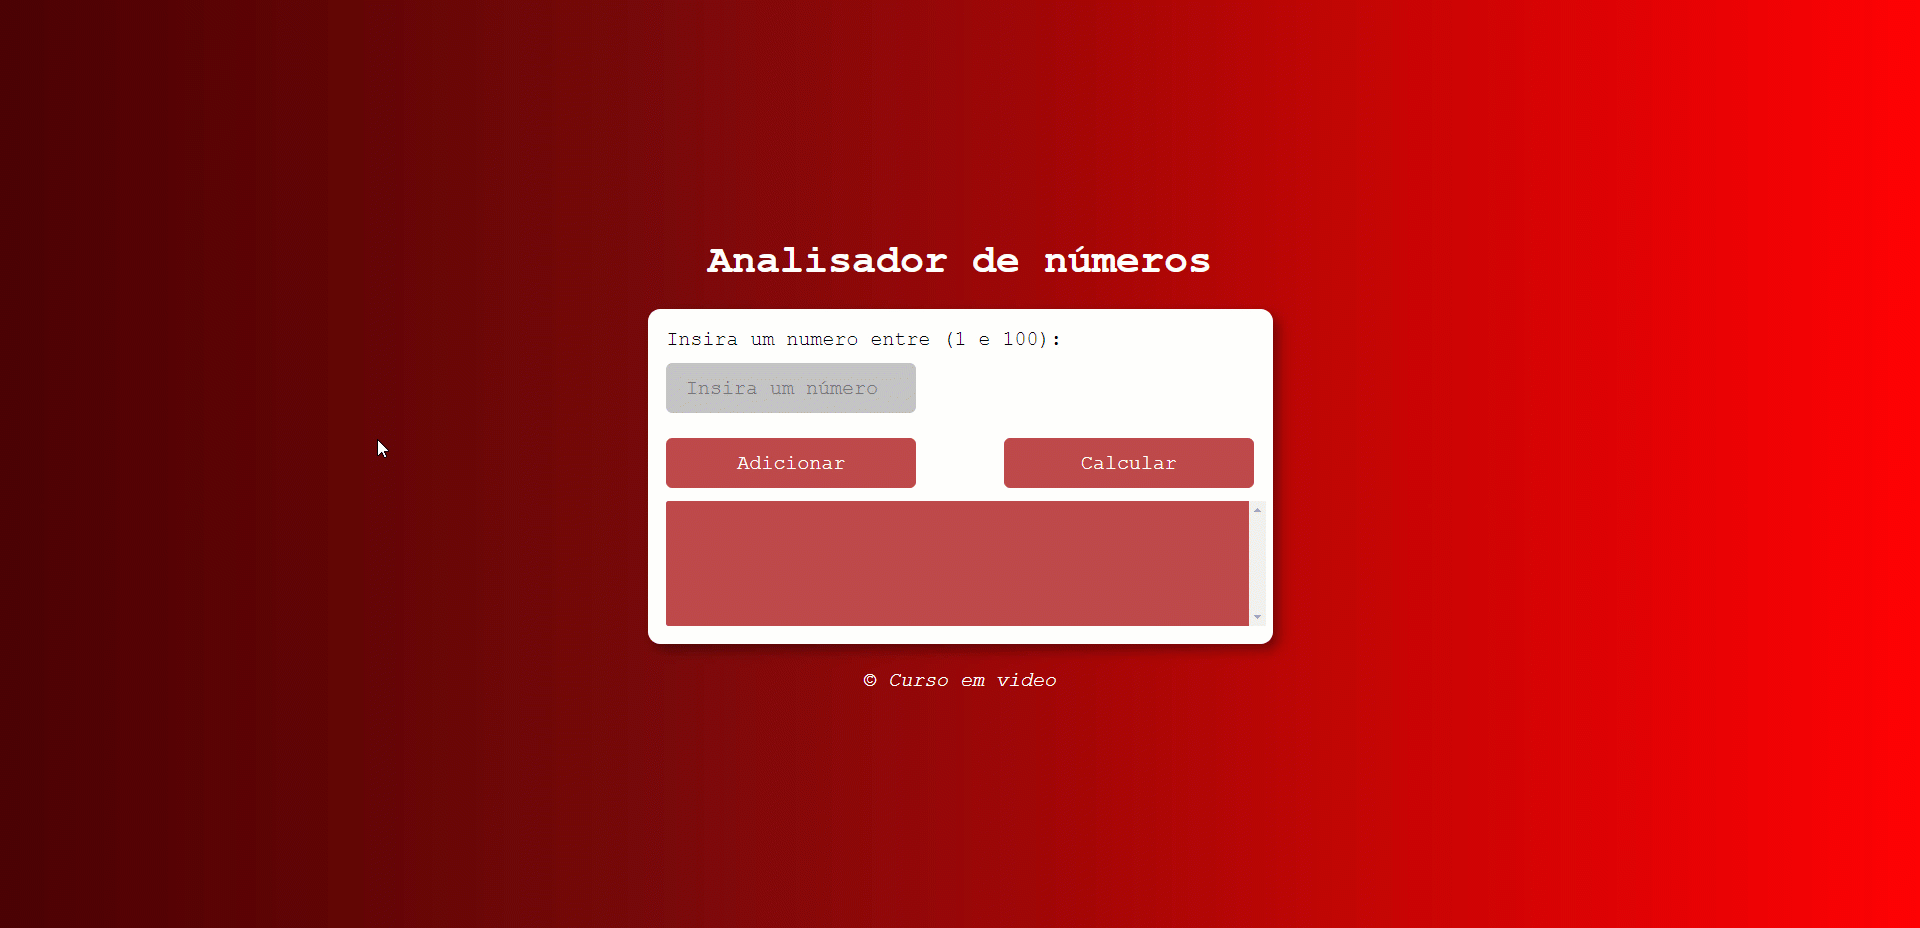 Analisador de números
Insira um numero entre (1 e 100):
Insira um número
Adicionar
Calcular
© Curso em video